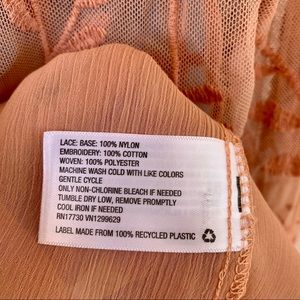 LACE: BASE: 100% NYLON
EMBROIDERY: 100% COTTON
WOVEN: 100% POLYESTER
MACHINE WASH COLD WITH LIKE COLORS
GENTLE CYCLE
ONLY NON-CHLORINE BLEACH IF NEEDED
TUMBLE DRY LOW, REMOVE PROMPTLY
COOL IRON IF NEEDED
RN17730 VN1299629
LABEL MADE FROM 100% RECYCLED PLASTIC